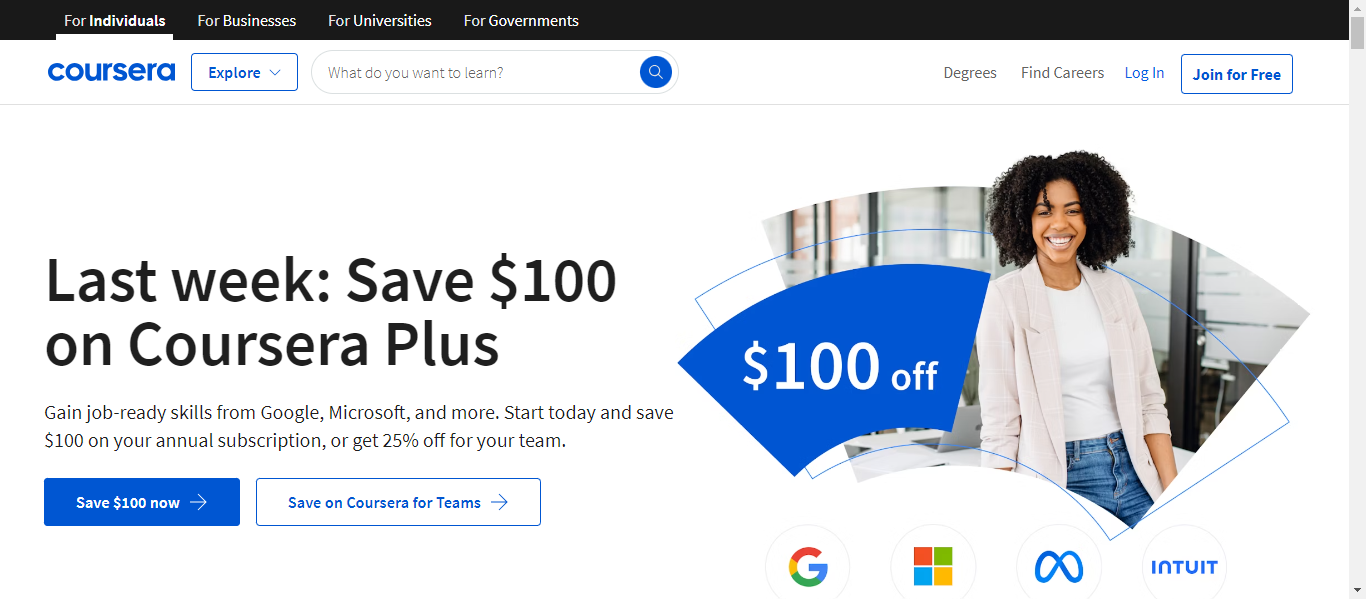 For Individuals
For Businesses
For Universities
For Governments
coursera
Explore
What do you want to learn?
Degrees
Find Careers
Log In
Join for Free
Last week: Save $100
on Coursera Plus
Gain job-ready skills from Google, Microsoft, and more. Start today and save
$100 on your annual subscription, or get 25% off for your team.
Save $100 now
Save on Coursera for Teams
$100 off
G
INTUIT